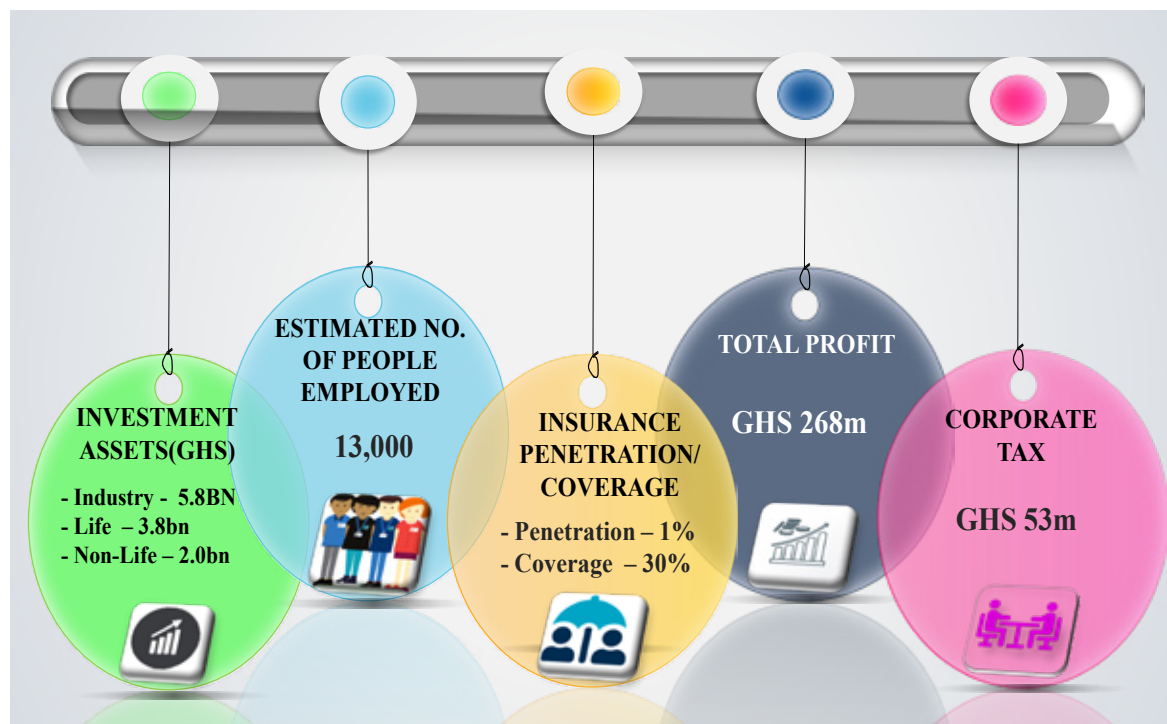 INVESTMENT
ASSETS(GHS)
- Industry - 5.8BN
- Life – 3.8bn
- Non-Life – 2.0bn
ESTIMATED NO.
OF PEOPLE
EMPLOYED
13,000
INSURANCE
PENETRATION/
COVERAGE
- Penetration – 1%
- Coverage – 30%
TOTAL PROFIT
GHS 268m
CORPORATE
TAX
GHS 53m